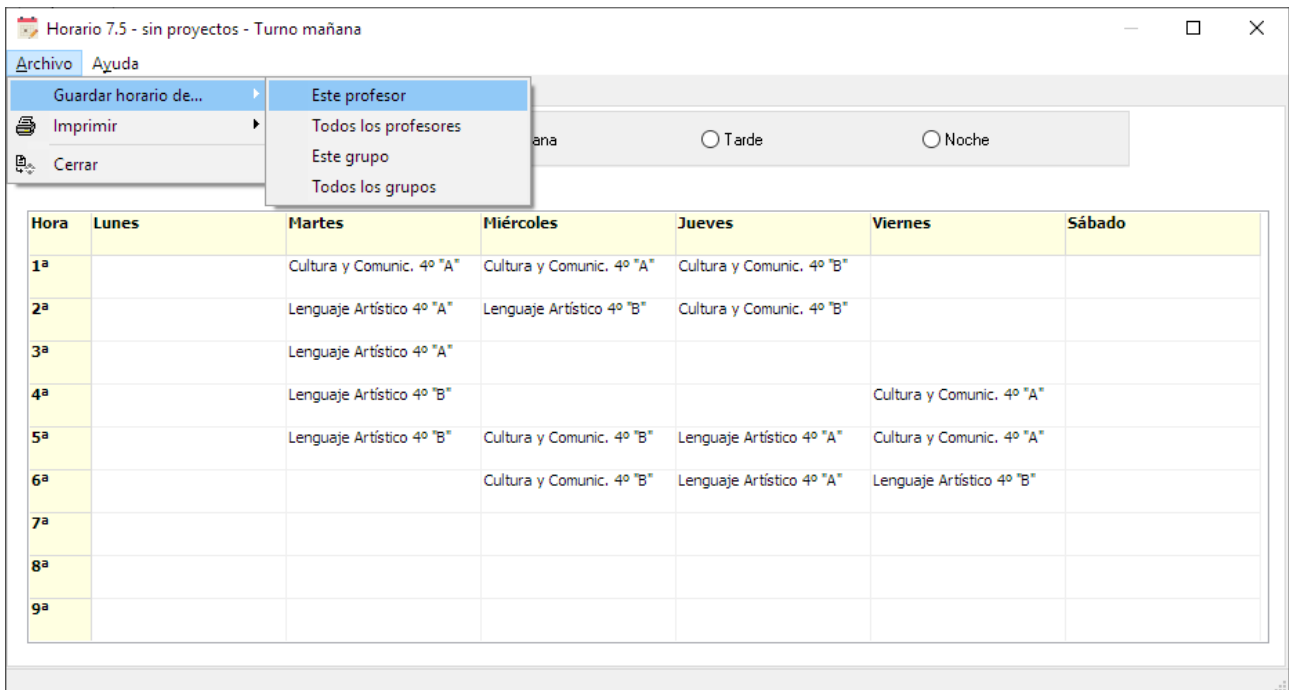 Horario 7.5 - sin proyectos - Turno mañana
Archivo Ayuda
Guardar horario de... Este profesor
Imprimir Todos los profesores
Este grupo
Cerrar
Todos los grupos
ana Tarde Noche
Hora Lunes Martes Miércoles Jueves Viernes Sábado
1ª Cultura y Comunic. 4º "A" Cultura y Comunic. 4º "A" Cultura y Comunic. 4º "B"
2ª Lenguaje Artístico 4º "A" Lenguaje Artístico 4º "B" Cultura y Comunic. 4º "B"
3ª Lenguaje Artístico 4º "A"
4ª Lenguaje Artístico 4º "B" Cultura y Comunic. 4º "A"
5ª Lenguaje Artístico 4º "B" Cultura y Comunic. 4º "B" Lenguaje Artístico 4º "A" Cultura y Comunic. 4º "A"
6ª Cultura y Comunic. 4º "B" Lenguaje Artístico 4º "A" Lenguaje Artístico 4º "B"
7ª
8ª
9ª